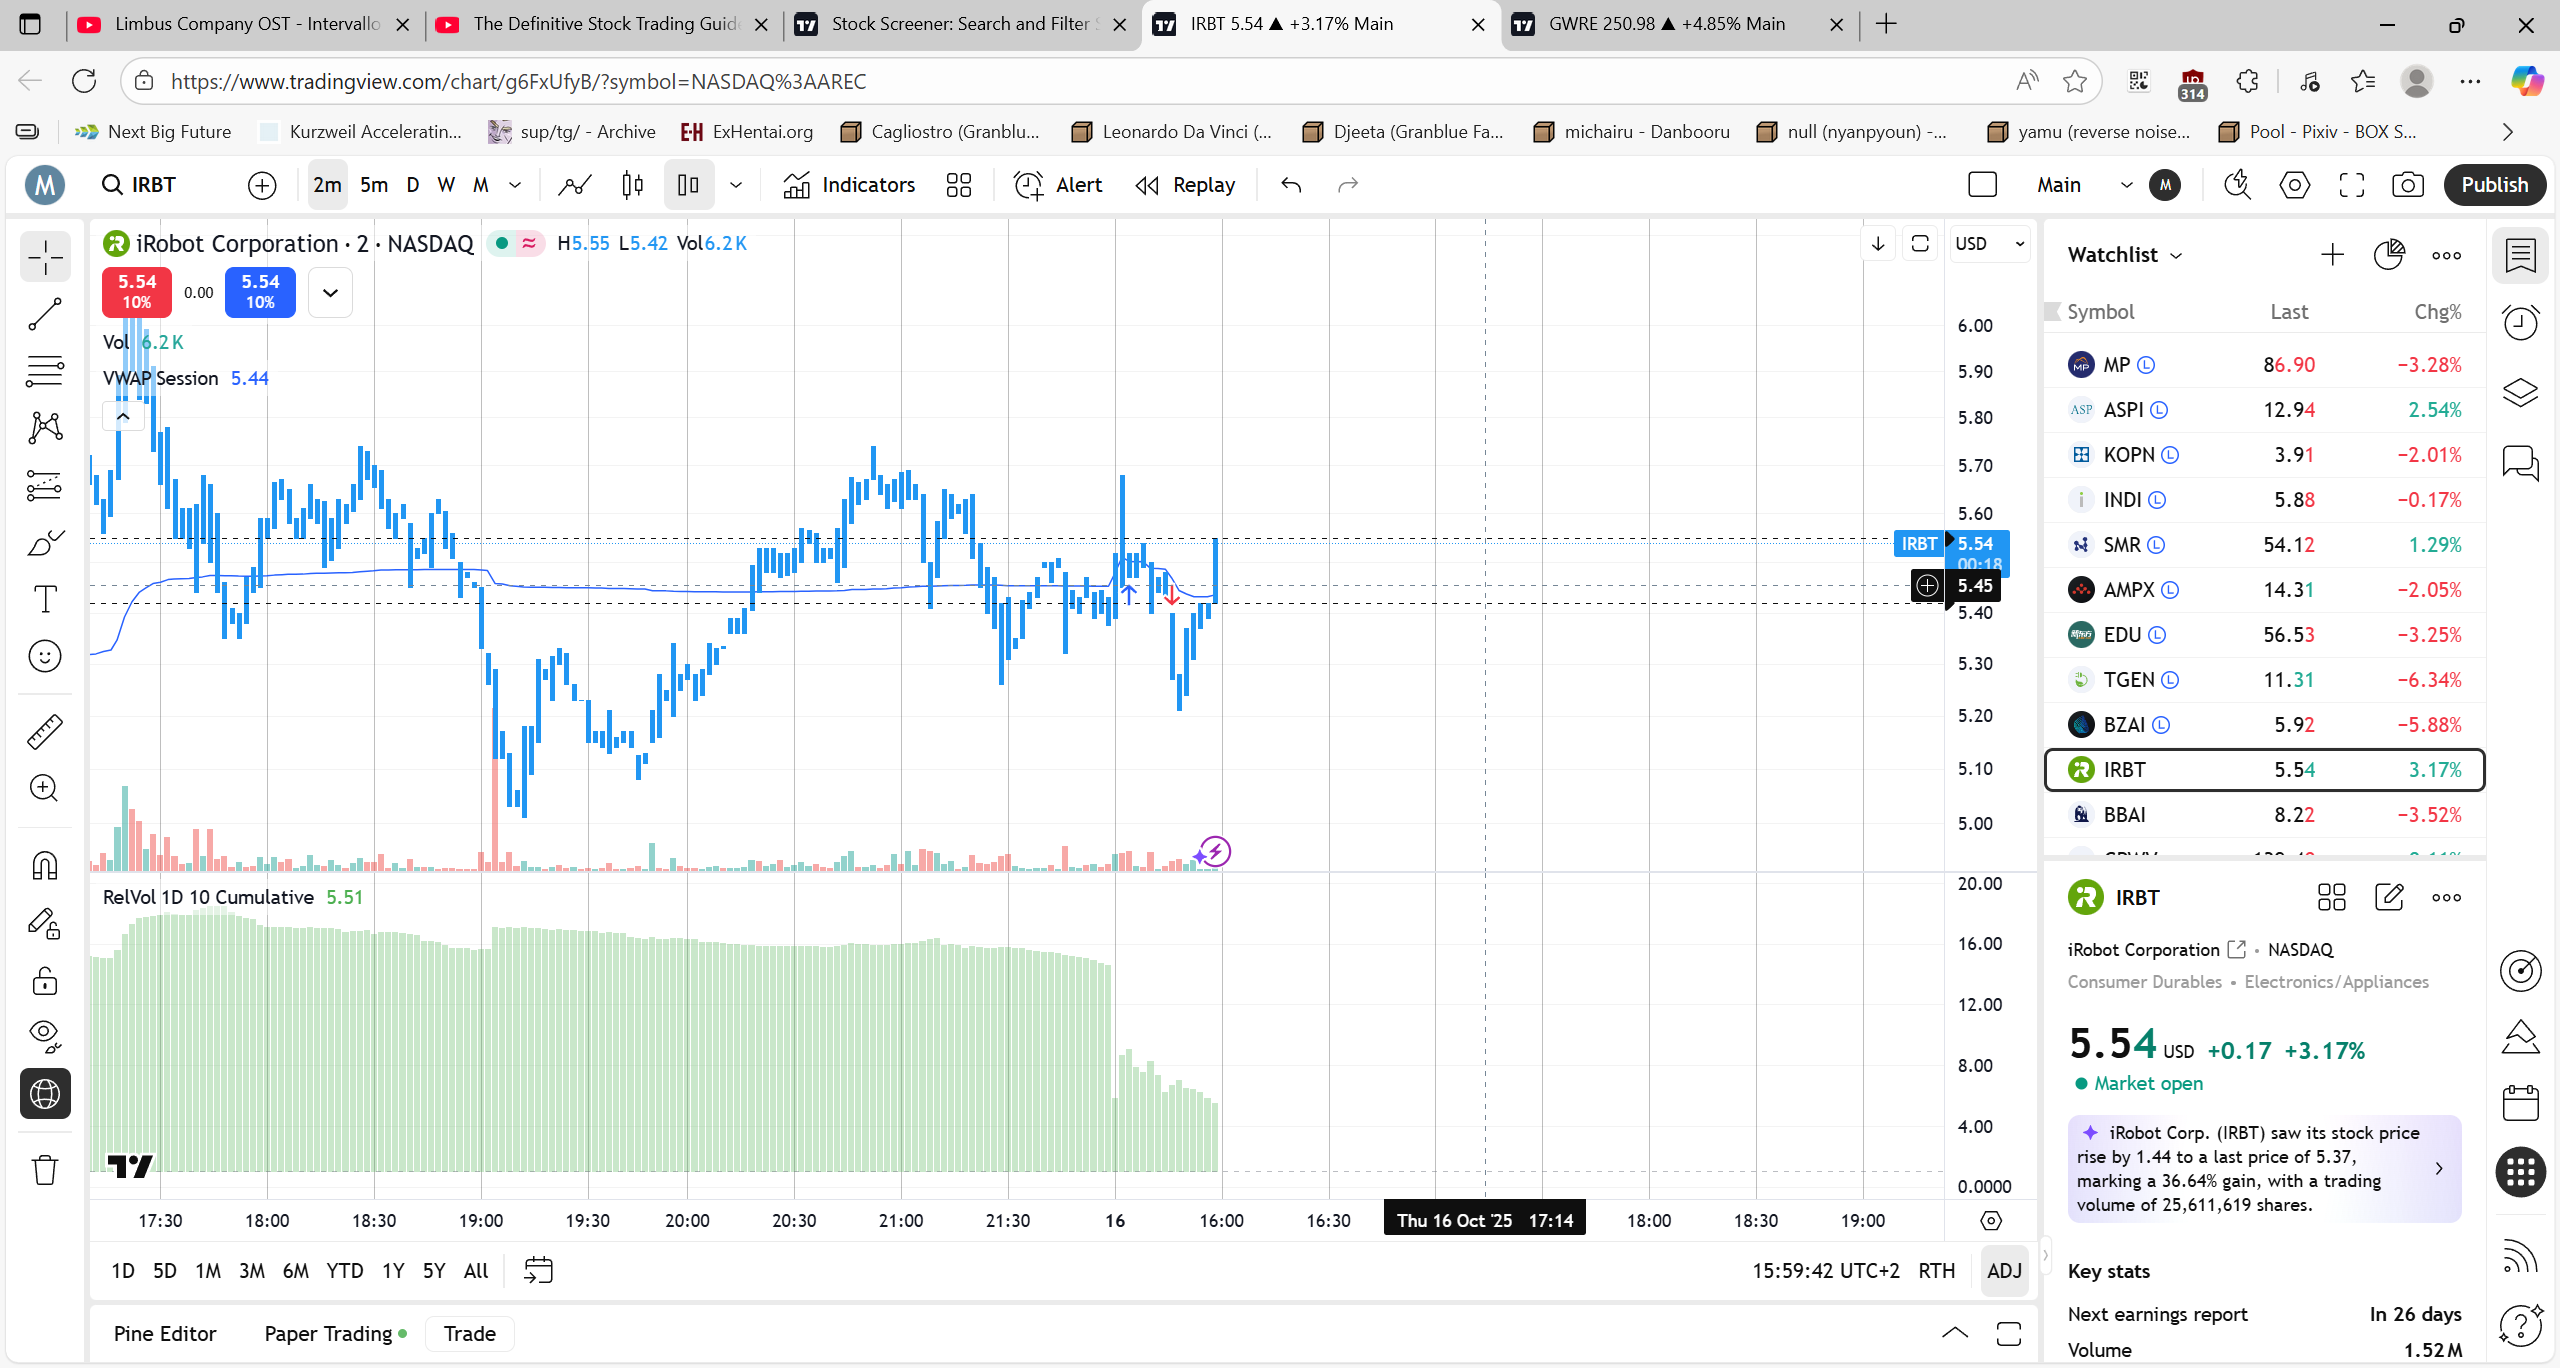 Limbus Company OST - Intervallo
The Definitive Stock Trading Guide
Stock Screener: Search and Filter S
IRBT 5.54 ▲ +3.17% Main
GWRE 250.98 ▲ +4.85% Main
https://www.tradingview.com/chart/g6FxUfyB/?symbol=NASDAQ%3AAREC
314
Next Big Future
Kurzweil Acceleratin...
sup/tg/ - Archive
E·H ExHentai.org
Cagliostro (Granblu...
Leonardo Da Vinci (...
Djeeta (Granblue Fa...
michairu - Danbooru
null (nyanpyoun) -...
yamu (reverse noise...
Pool - Pixiv - BOX S...
M
IRBT
2m
5m
D
W
M
Indicators
Alert
Replay
Main
M
Publish
iRobot Corporation · 2 · NASDAQ
H5.55 L5.42 Vol6.2K
5.54
10%
0.00
5.54
10%
Vol 6.2K
VWAP Session 5.44
USD
6.00
5.90
5.80
5.70
5.60
IRBT
5.54
00:18
5.45
5.40
5.30
5.20
5.10
5.00
RelVol 1D 10 Cumulative 5.51
20.00
16.00
12.00
8.00
4.00
0.0000
17:30
18:00
18:30
19:00
19:30
20:00
20:30
21:00
21:30
16
16:00
16:30
Thu 16 Oct '25 17:14
18:00
18:30
19:00
1D
5D
1M
3M
6M
YTD
1Y
5Y
All
15:59:42 UTC+2
RTH
ADJ
Pine Editor
Paper Trading
Trade
Watchlist
Symbol Last Chg%
MP L 86.90 −3.28%
ASPI L 12.94 2.54%
KOPN L 3.91 −2.01%
INDI L 5.88 −0.17%
SMR L 54.12 1.29%
AMPX L 14.31 −2.05%
EDU L 56.53 −3.25%
TGEN L 11.31 −6.34%
BZAI L 5.92 −5.88%
IRBT 5.54 3.17%
BBAI 8.22 −3.52%
IRBT
iRobot Corporation · NASDAQ
Consumer Durables • Electronics/Appliances
5.54 USD +0.17 +3.17%
Market open
iRobot Corp. (IRBT) saw its stock price
rise by 1.44 to a last price of 5.37,
marking a 36.64% gain, with a trading
volume of 25,611,619 shares.
Key stats
Next earnings report In 26 days
Volume 1.52M